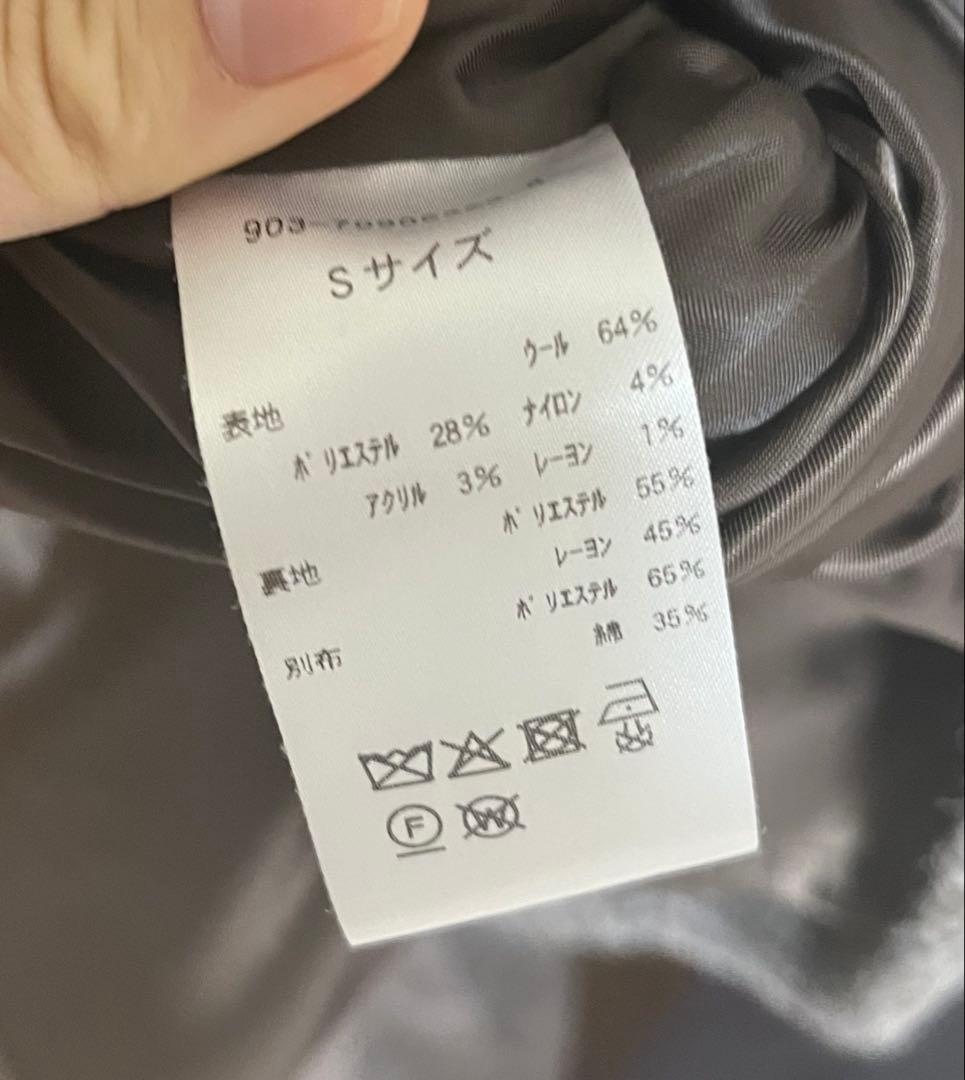 903-
Sサイズ
表地 ウール 64%
ポリエステル 28% ナイロン 4%
アクリル 3% レーヨン 1%
裏地 ポリエステル 55%
レーヨン 45%
別布 ポリエステル 65%
綿 35%
F
W